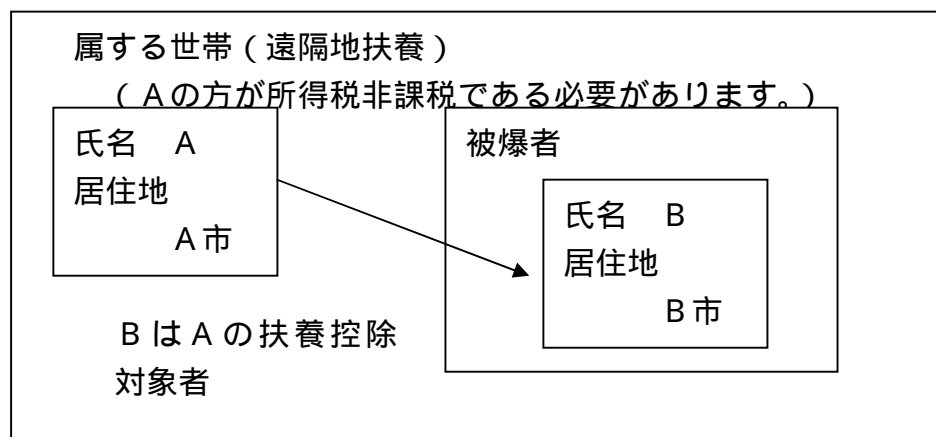 属する世帯(遠隔地扶養)
(Aの方が所得税非課税である必要があります。)
氏名 A
居住地
A市
被爆者
氏名 B
居住地
B市
BはAの扶養控除
対象者